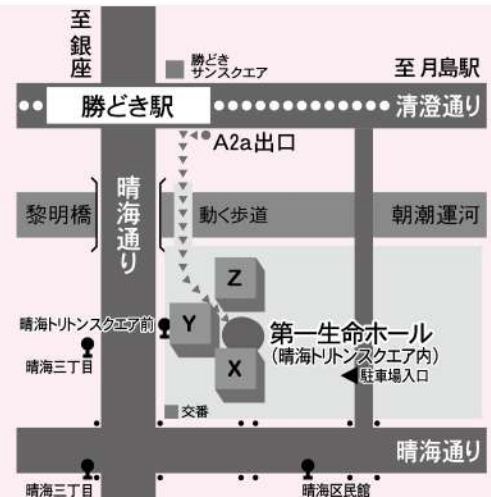 至銀座
勝どき
サンスクエア
至 月島駅
勝どき駅
清澄通り
A2a出口
晴海通り
黎明橋
動く歩道
朝潮運河
Z
Y
X
晴海トリトンスクエア前
晴海三丁目
第一生命ホール
(晴海トリトンスクエア内)
駐車場入口
交番
晴海通り
晴海三丁目
晴海区民館